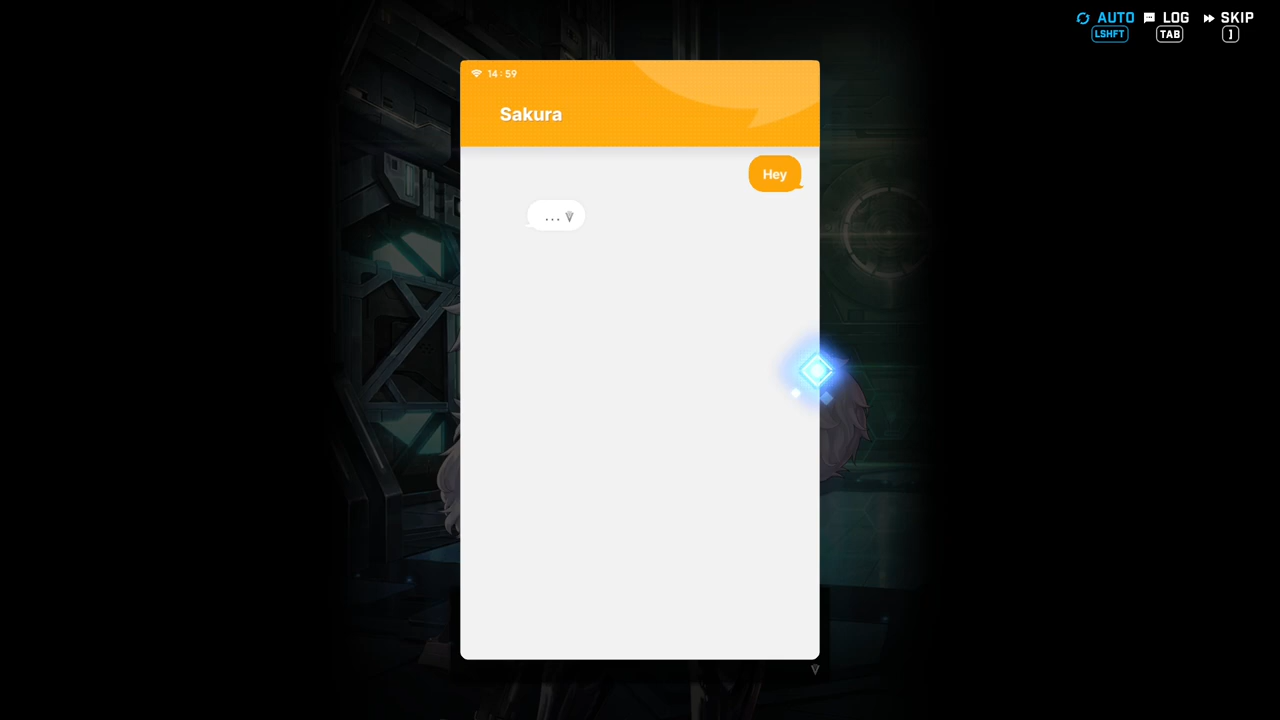 AUTO LOG SKIP
LSHFT TAB ]
14:59
Sakura
Hey
...